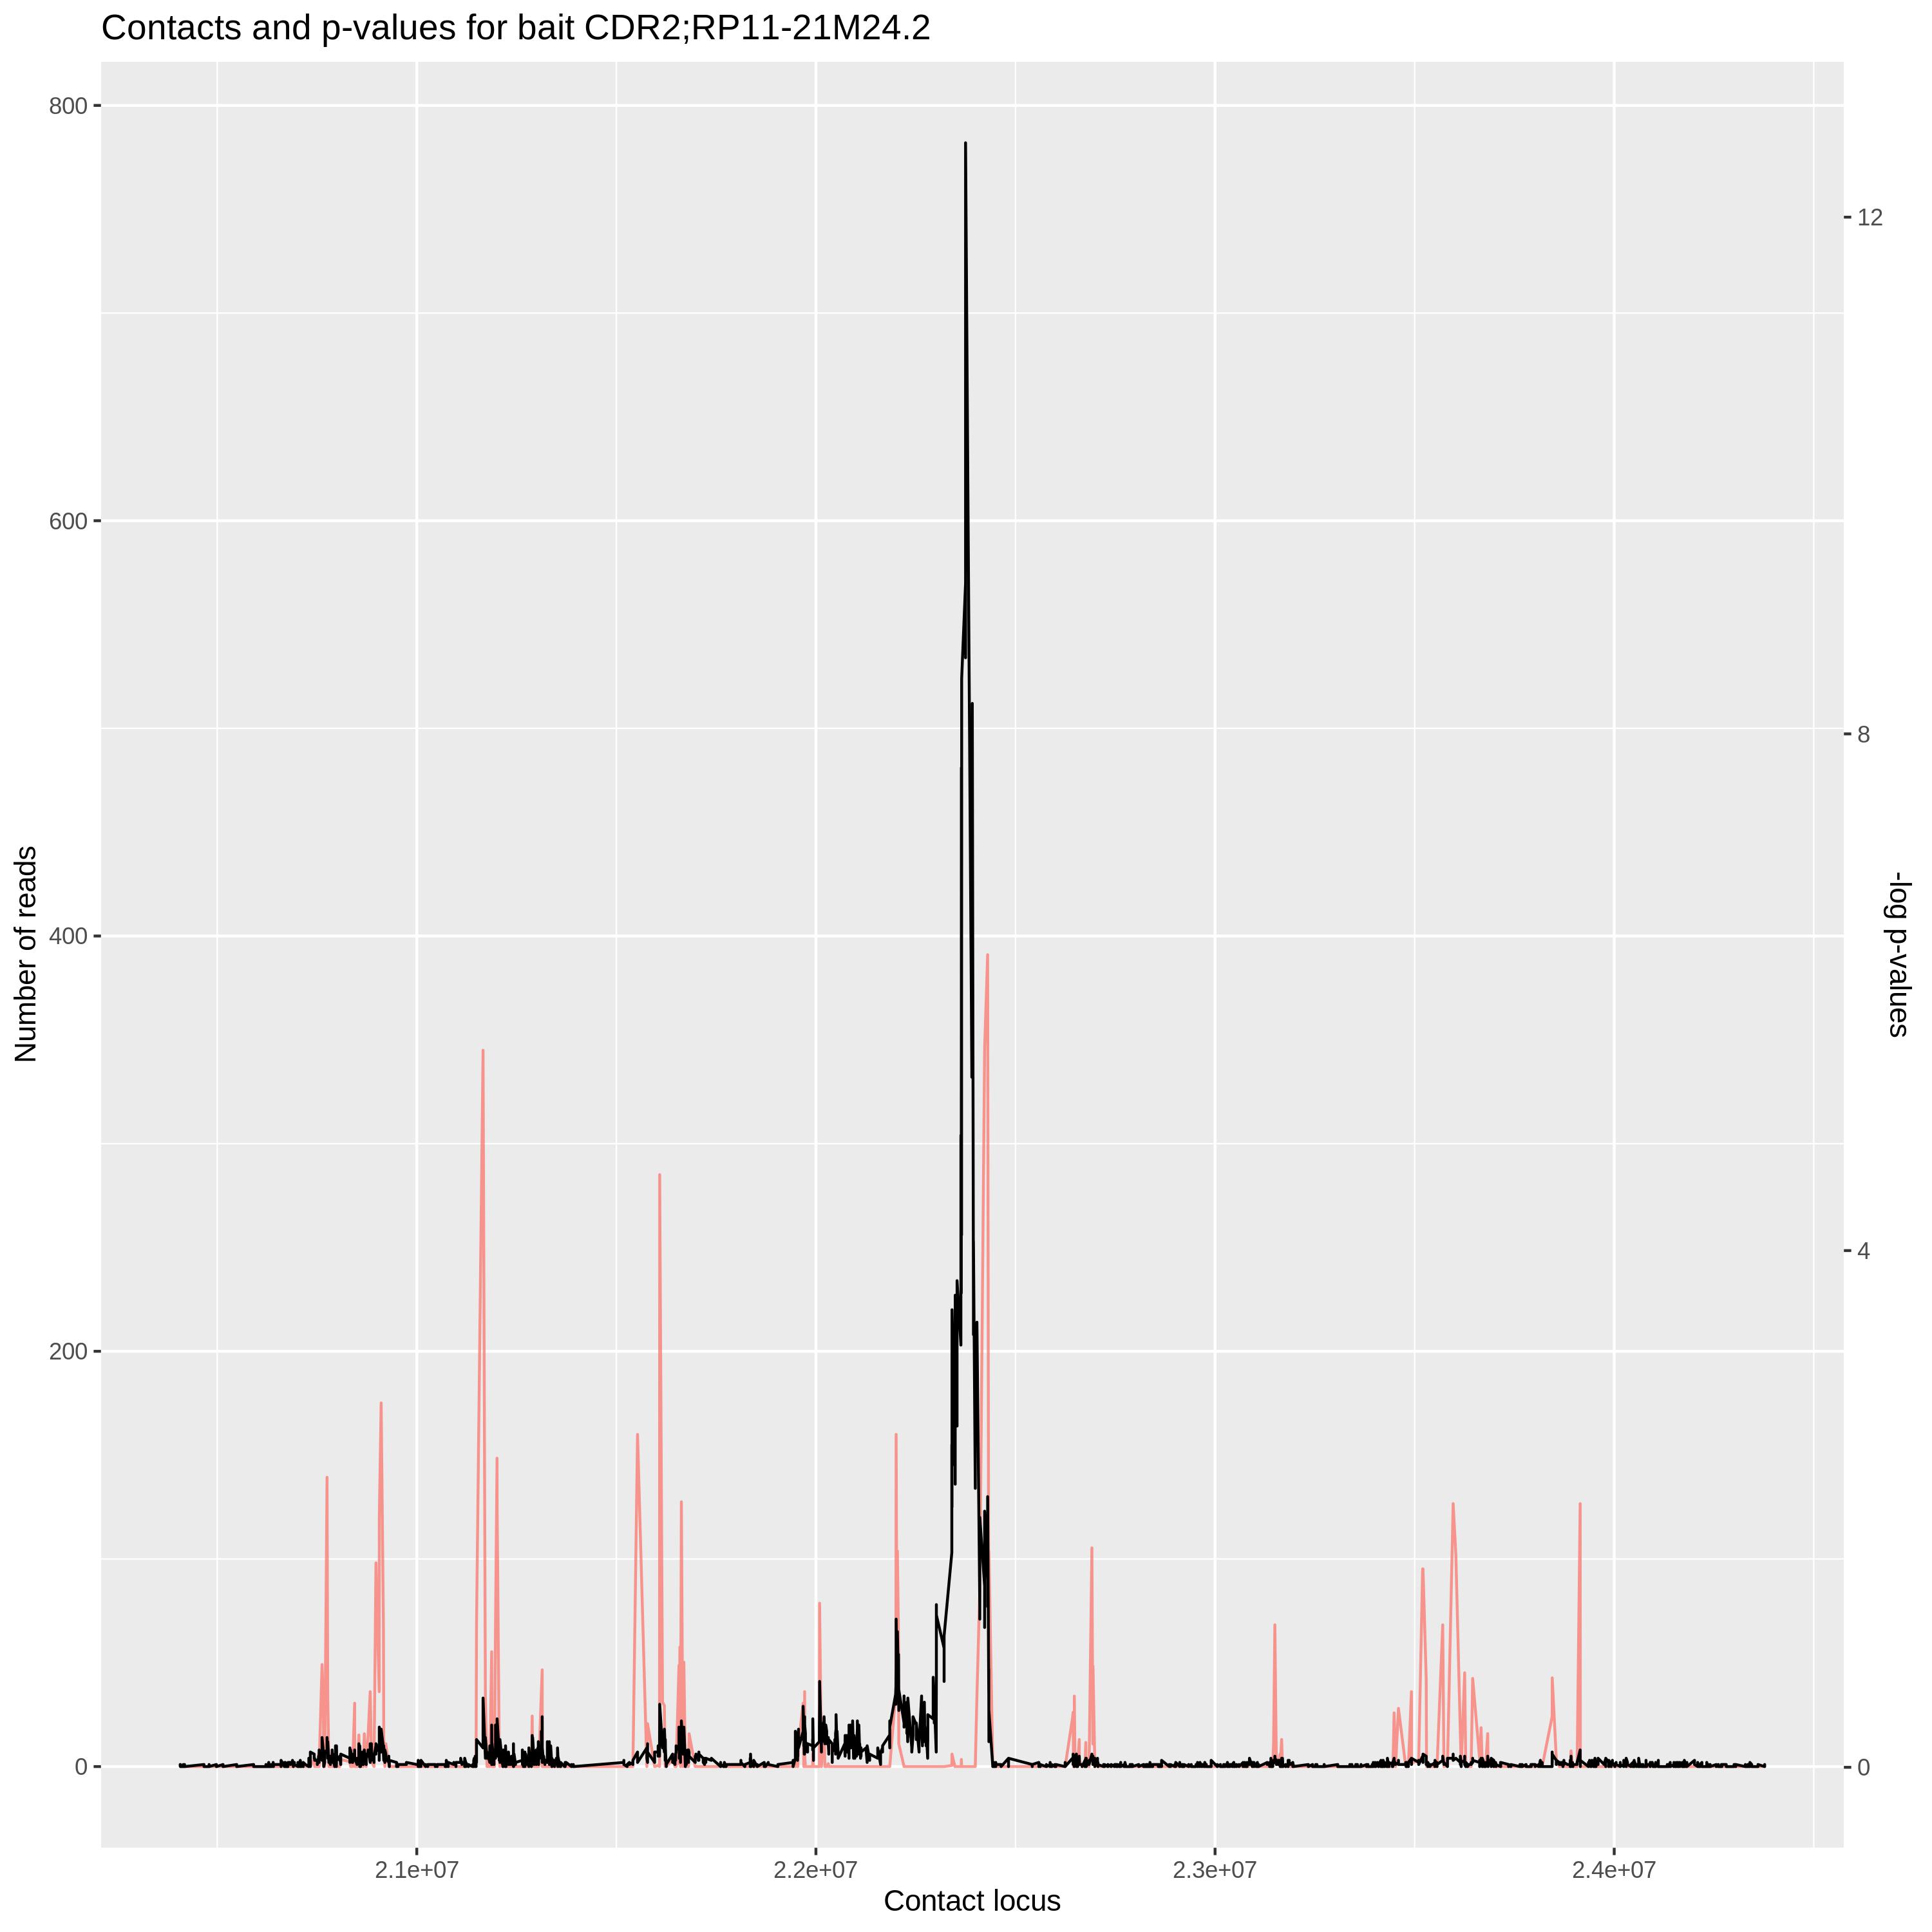 Contacts and p-values for bait CDR2;RP11-21M24.2
800
600
400
200
0
12
8
4
0
Number of reads
-log p-values
2.1e+07
2.2e+07
2.3e+07
2.4e+07
Contact locus